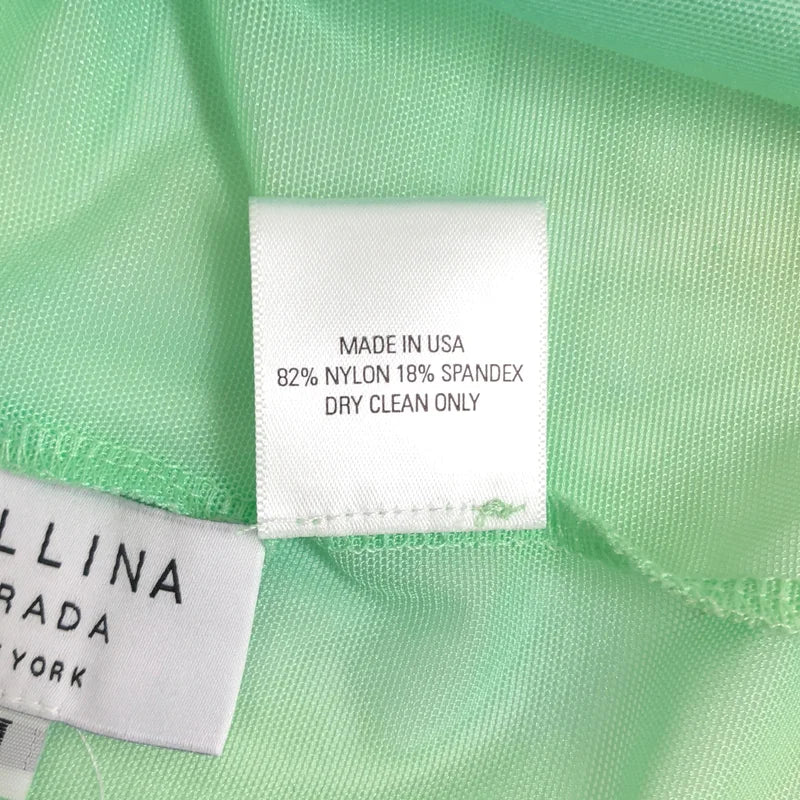 MADE IN USA
82% NYLON 18% SPANDEX
DRY CLEAN ONLY
LLINA
RADA
YORK